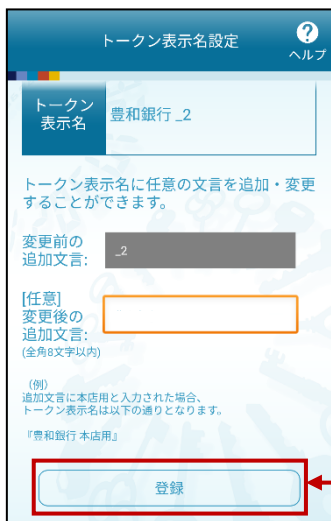 トークン表示名設定
?
ヘルプ
トークン
表示名
豊和銀行 _2
トークン表示名に任意の文言を追加・変更
することができます。
変更前の
追加文言:
_2
[任意]
変更後の
追加文言:
(全角8文字以内)
(例)
追加文言に本店用と入力された場合、
トークン表示名は以下の通りとなります。
『豊和銀行 本店用』
登録